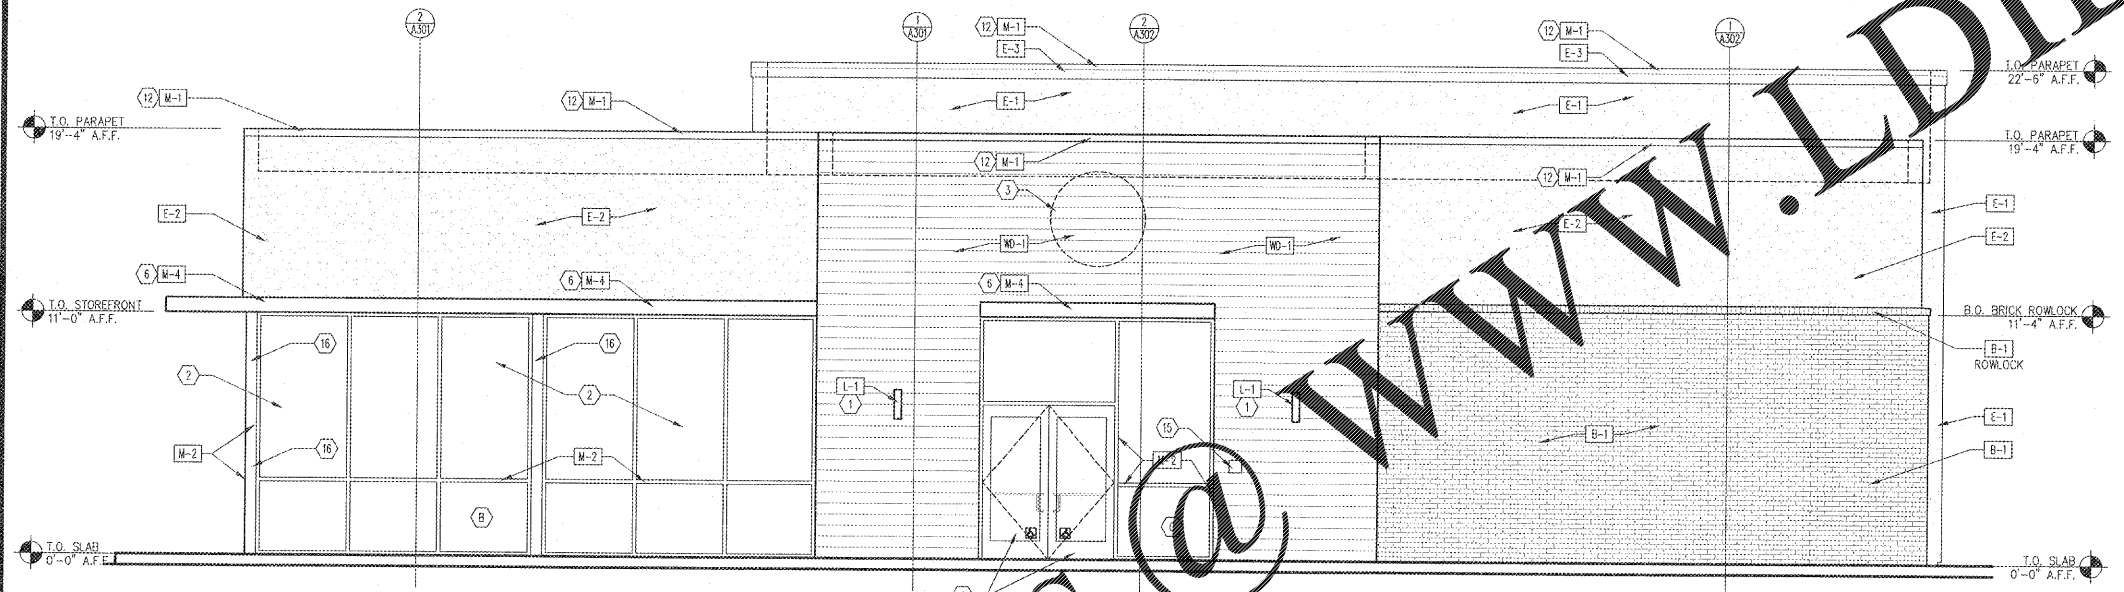 2
A301
1
A301
2
A302
1
A302
12 M-1
E-3
12 M-1
E-3
T.O. PARAPET
22'-6" A.F.F.
12 M-1
12 M-1
E-1
E-1
T.O. PARAPET
19'-4" A.F.F.
T.O. PARAPET
19'-4" A.F.F.
12 M-1
12 M-1
3
E-2
E-2
E-2
E-1
E-2
WD-1
WD-1
6 M-4
6 M-4
6 M-4
T.O. STOREFRONT
11'-0" A.F.F.
B.O. BRICK ROWLOCK
11'-4" A.F.F.
16
16
B-1
ROWLOCK
2
2
L-1
1
L-1
1
E-1
15
B-1
B-1
M-2
16
M-2
M-2
B
T.O. SLAB
0'-0" A.F.F.
T.O. SLAB
0'-0" A.F.F.
@ WWW.LDI